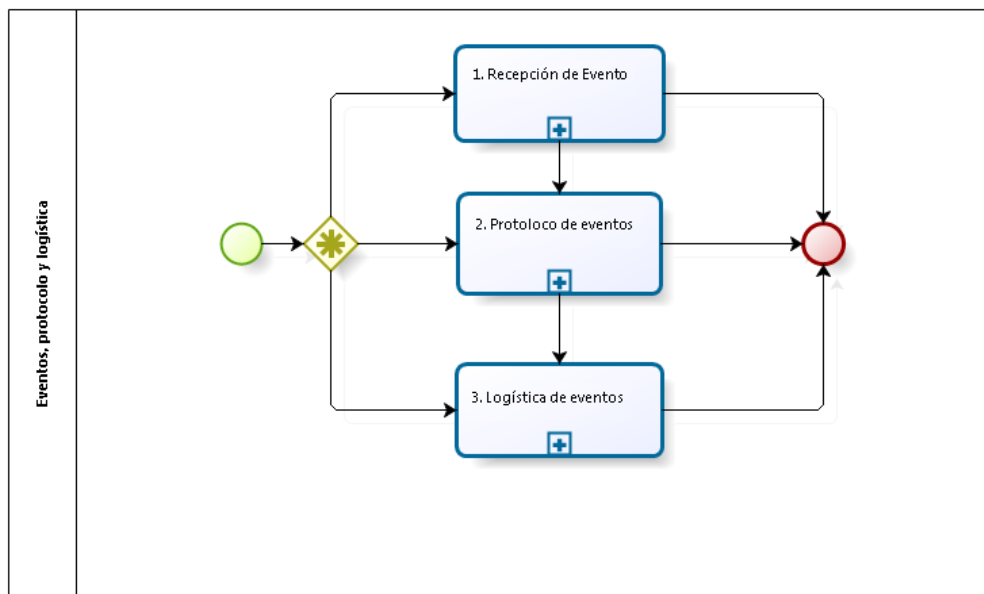 Eventos, protocolo y logística
1. Recepción de Evento
2. Protoloco de eventos
3. Logística de eventos